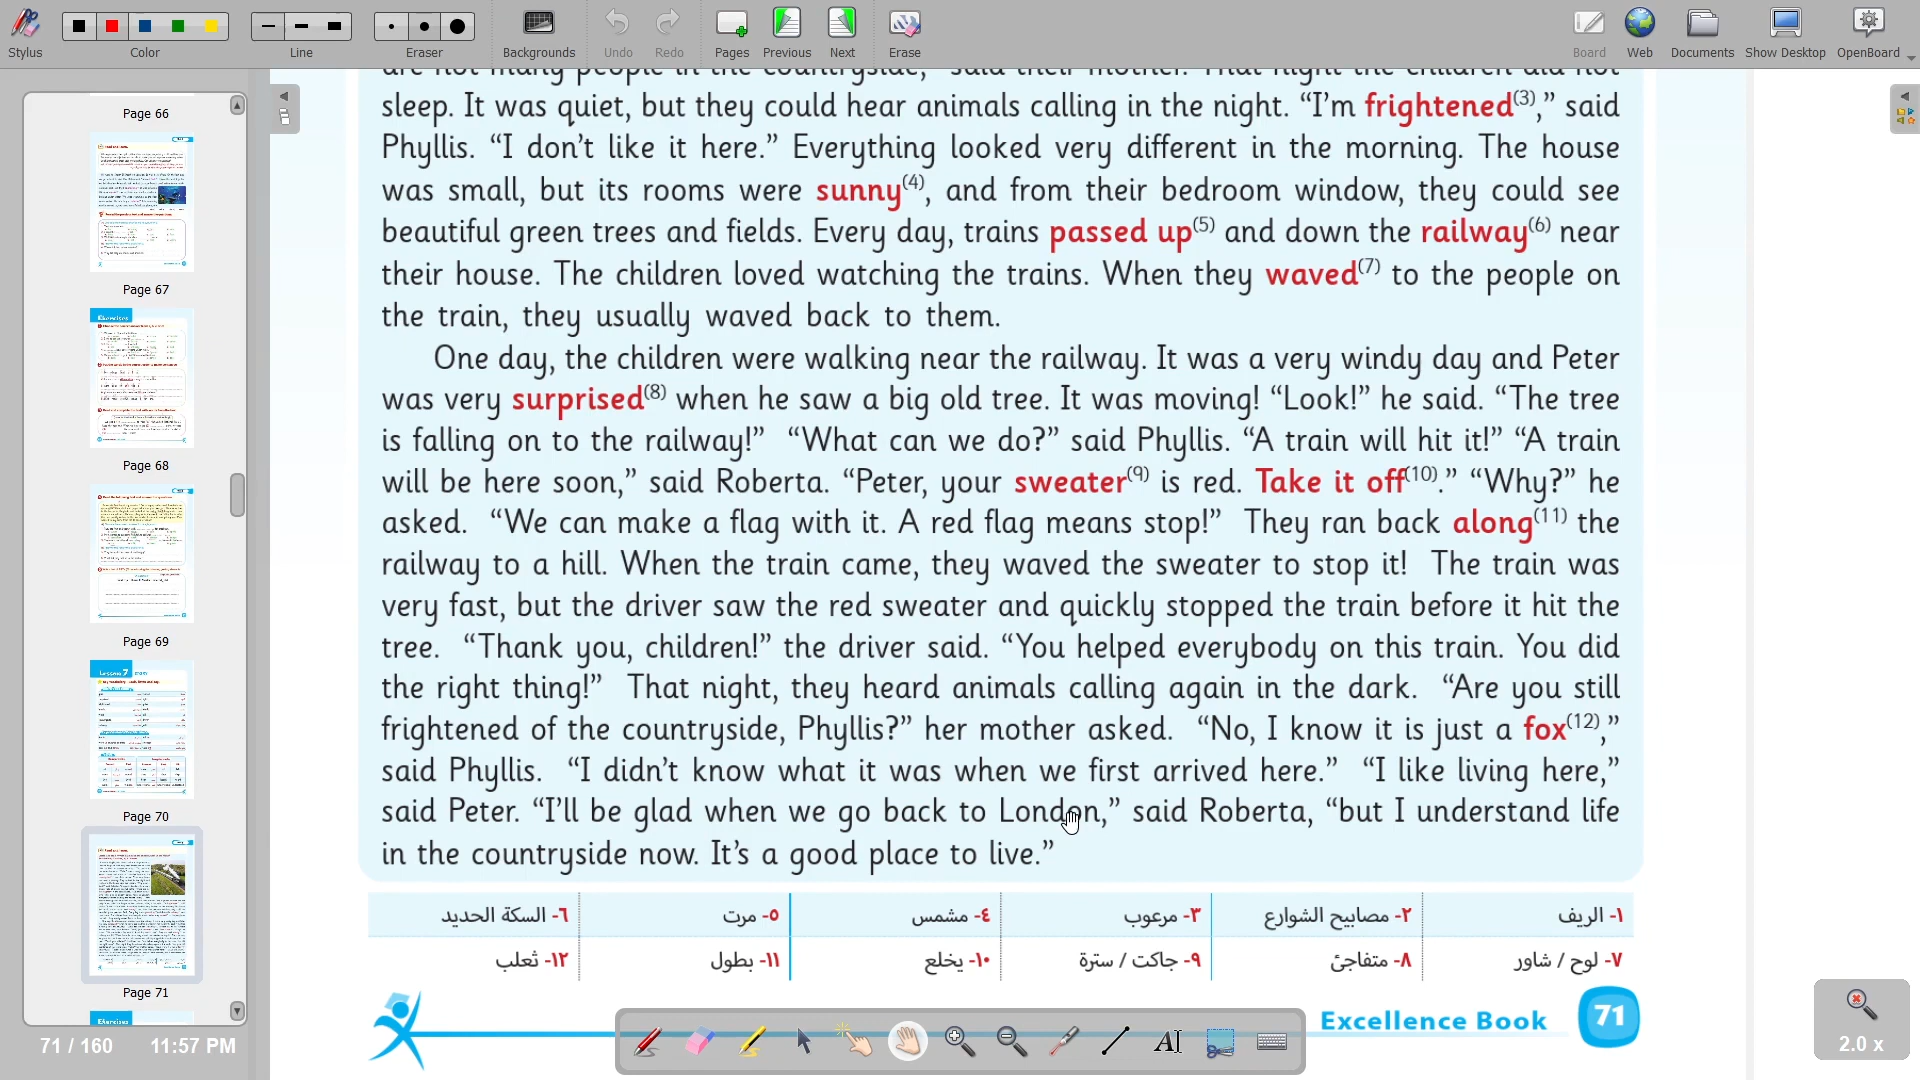 Stylus
Color
Line
Eraser
Backgrounds
Undo
Redo
Pages
Previous
Next
Erase
Board
Web
Documents
Show Desktop
OpenBoard
Page 66
Page 67
Exercises
Page 68
Page 69
Lesson 7
Page 70
Page 71
71 / 160
11:57 PM
are not many people in the countryside," said their mother. That night the children did not
sleep. It was quiet, but they could hear animals calling in the night. “I’m frightened(3),” said
Phyllis. “I don’t like it here.” Everything looked very different in the morning. The house
was small, but its rooms were sunny(4), and from their bedroom window, they could see
beautiful green trees and fields. Every day, trains passed up(5) and down the railway(6) near
their house. The children loved watching the trains. When they waved(7) to the people on
the train, they usually waved back to them.
One day, the children were walking near the railway. It was a very windy day and Peter
was very surprised(8) when he saw a big old tree. It was moving! “Look!” he said. “The tree
is falling on to the railway!” “What can we do?” said Phyllis. “A train will hit it!” “A train
will be here soon,” said Roberta. “Peter, your sweater(9) is red. Take it off(10).” “Why?” he
asked. “We can make a flag with it. A red flag means stop!” They ran back along(11) the
railway to a hill. When the train came, they waved the sweater to stop it! The train was
very fast, but the driver saw the red sweater and quickly stopped the train before it hit the
tree. “Thank you, children!” the driver said. “You helped everybody on this train. You did
the right thing!” That night, they heard animals calling again in the dark. “Are you still
frightened of the countryside, Phyllis?” her mother asked. “No, I know it is just a fox(12),”
said Phyllis. “I didn’t know what it was when we first arrived here.” “I like living here,”
said Peter. “I’ll be glad when we go back to London,” said Roberta, “but I understand life
in the countryside now. It’s a good place to live.”
١- الريف ٢- مصابيح الشوارع ٣- مرعوب ٤- مشمس ٥- مرت ٦- السكة الحديد
٧- لوح / شاور ٨- متفاجئ ٩- جاكت / سترة ١٠- يخلع ١١- بطول ١٢- ثعلب
Excellence Book
71
2.0 x